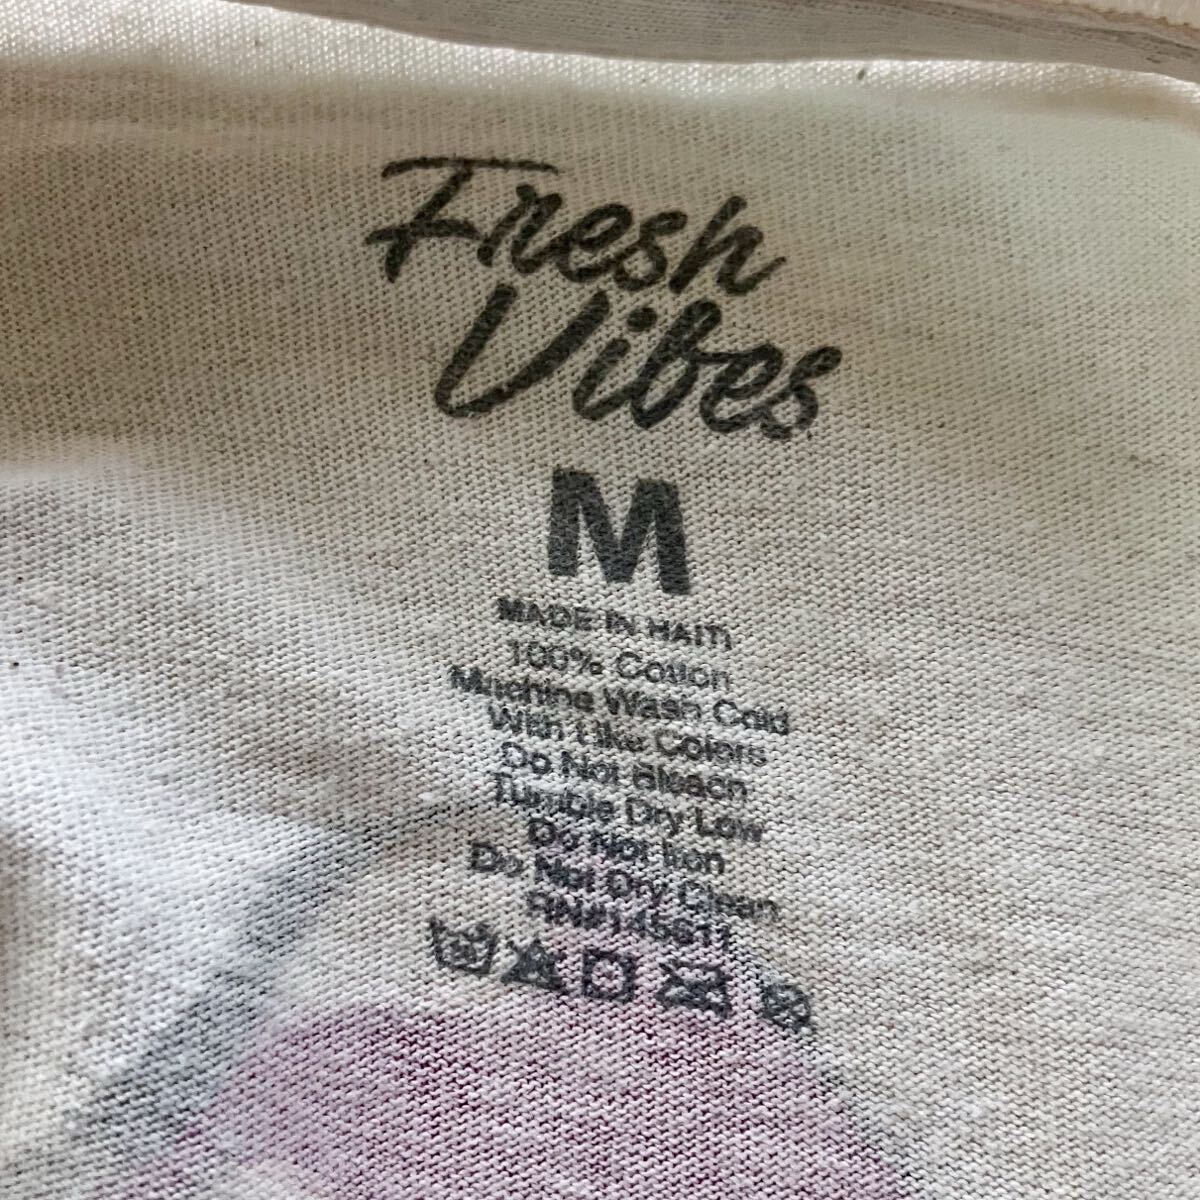 Fresh
Vibes
M
MADE IN HAITI
100% Cotton
Machine Wash Cold
With Like Colors
Do Not Bleach
Tumble Dry Low
Do Not Iron
Do Not Dry Clean